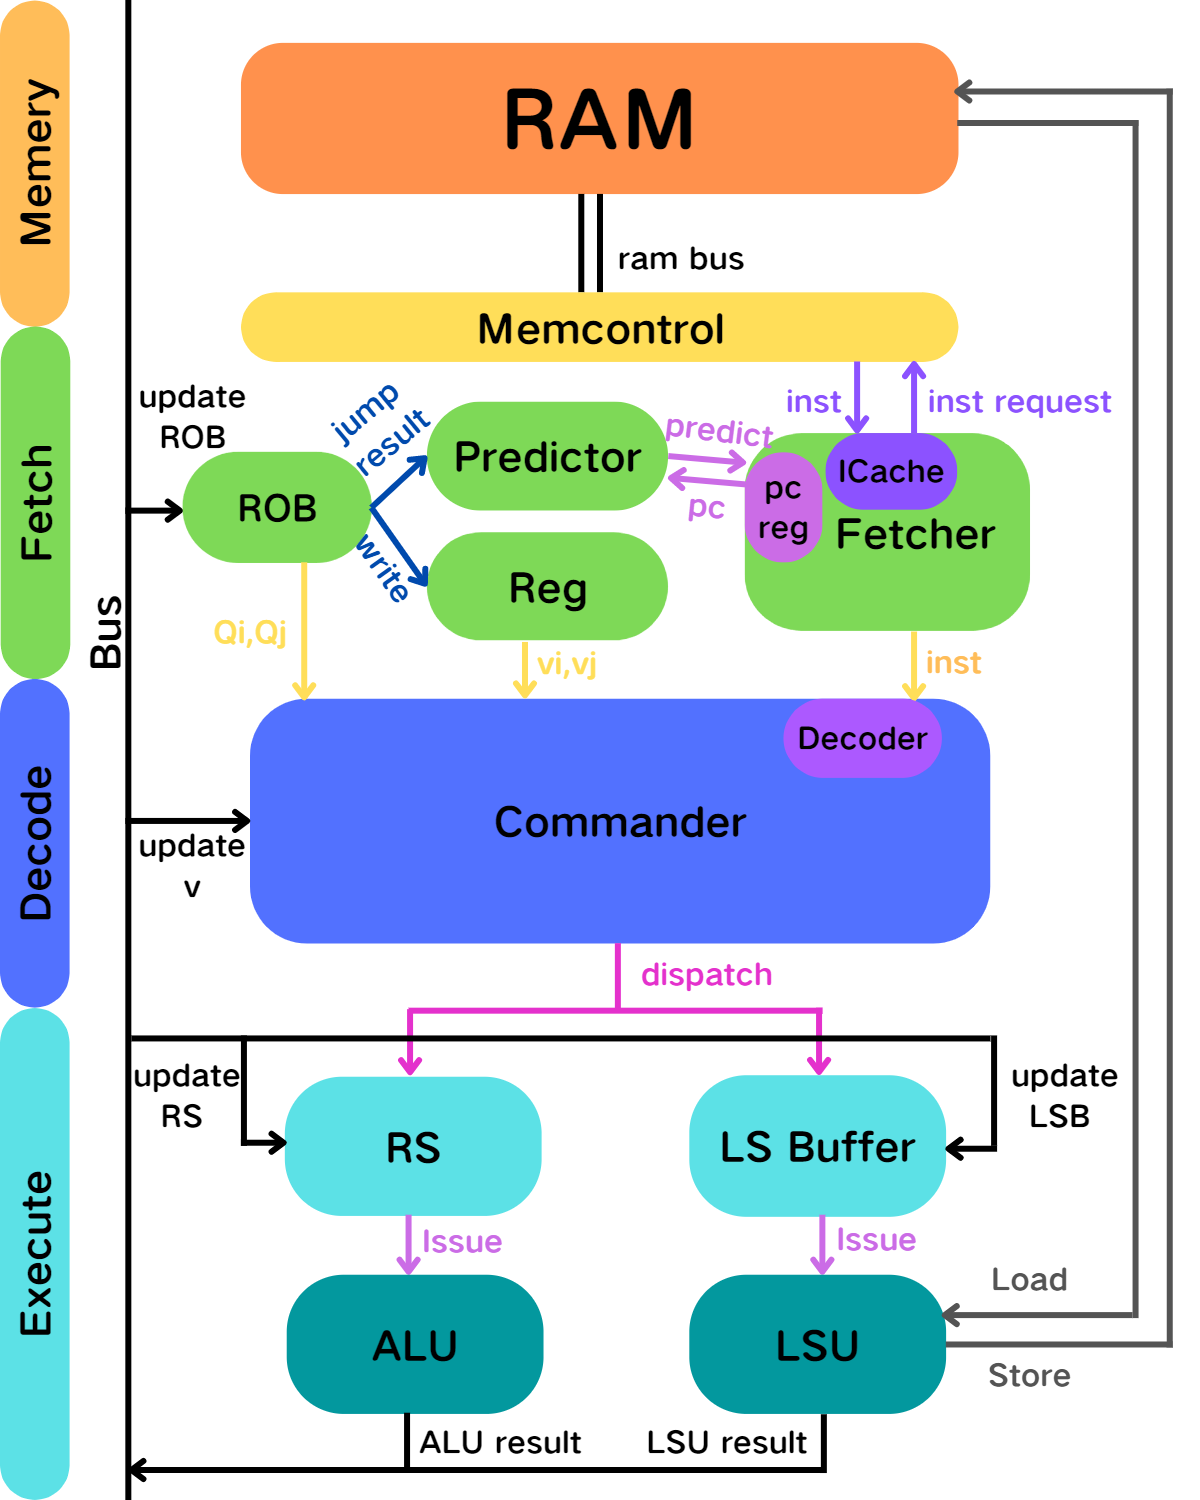 Memery
Fetch
Decode
Execute
Bus
RAM
ram bus
Memcontrol
update
ROB
jump
result
write
ROB
Predictor
Reg
predict
pc
inst
inst request
ICache
pc
reg
Fetcher
Qi,Qj
vi,vj
inst
Decoder
Commander
update
v
dispatch
update
RS
update
LSB
RS
LS Buffer
Issue
Issue
Load
ALU
LSU
Store
ALU result
LSU result